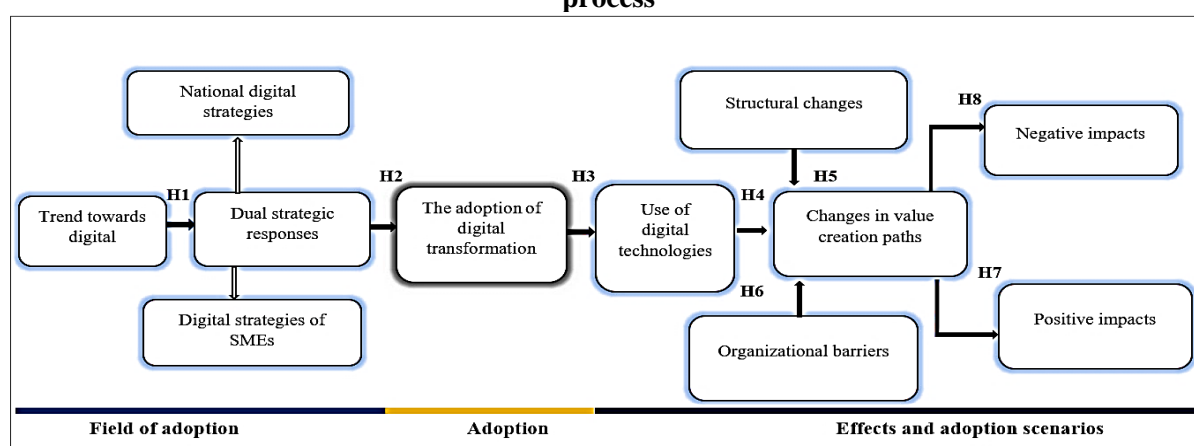 process
National digital
strategies
Structural changes
H8
Negative impacts
H1
Trend towards
digital
Dual strategic
responses
H2
The adoption of
digital
transformation
H3
Use of
digital
technologies
H4
H5
Changes in value
creation paths
H6
H7
Digital strategies of
SMEs
Organizational barriers
Positive impacts
Field of adoption
Adoption
Effects and adoption scenarios